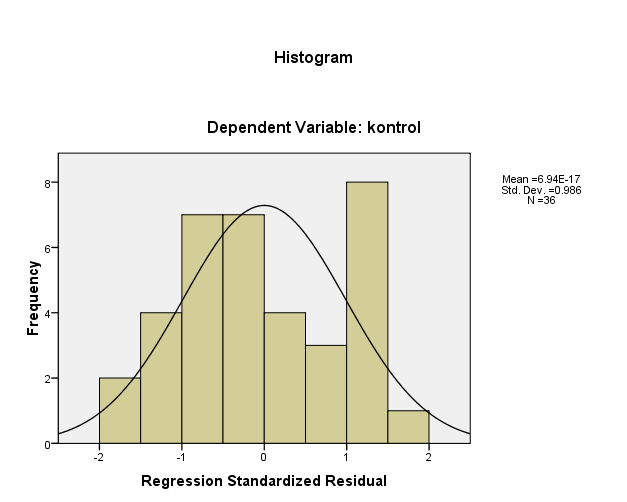 Histogram
Dependent Variable: kontrol
Mean =6.94E-17
Std. Dev. =0.986
N =36
Frequency
8
6
4
2
0
-2 -1 0 1 2
Regression Standardized Residual